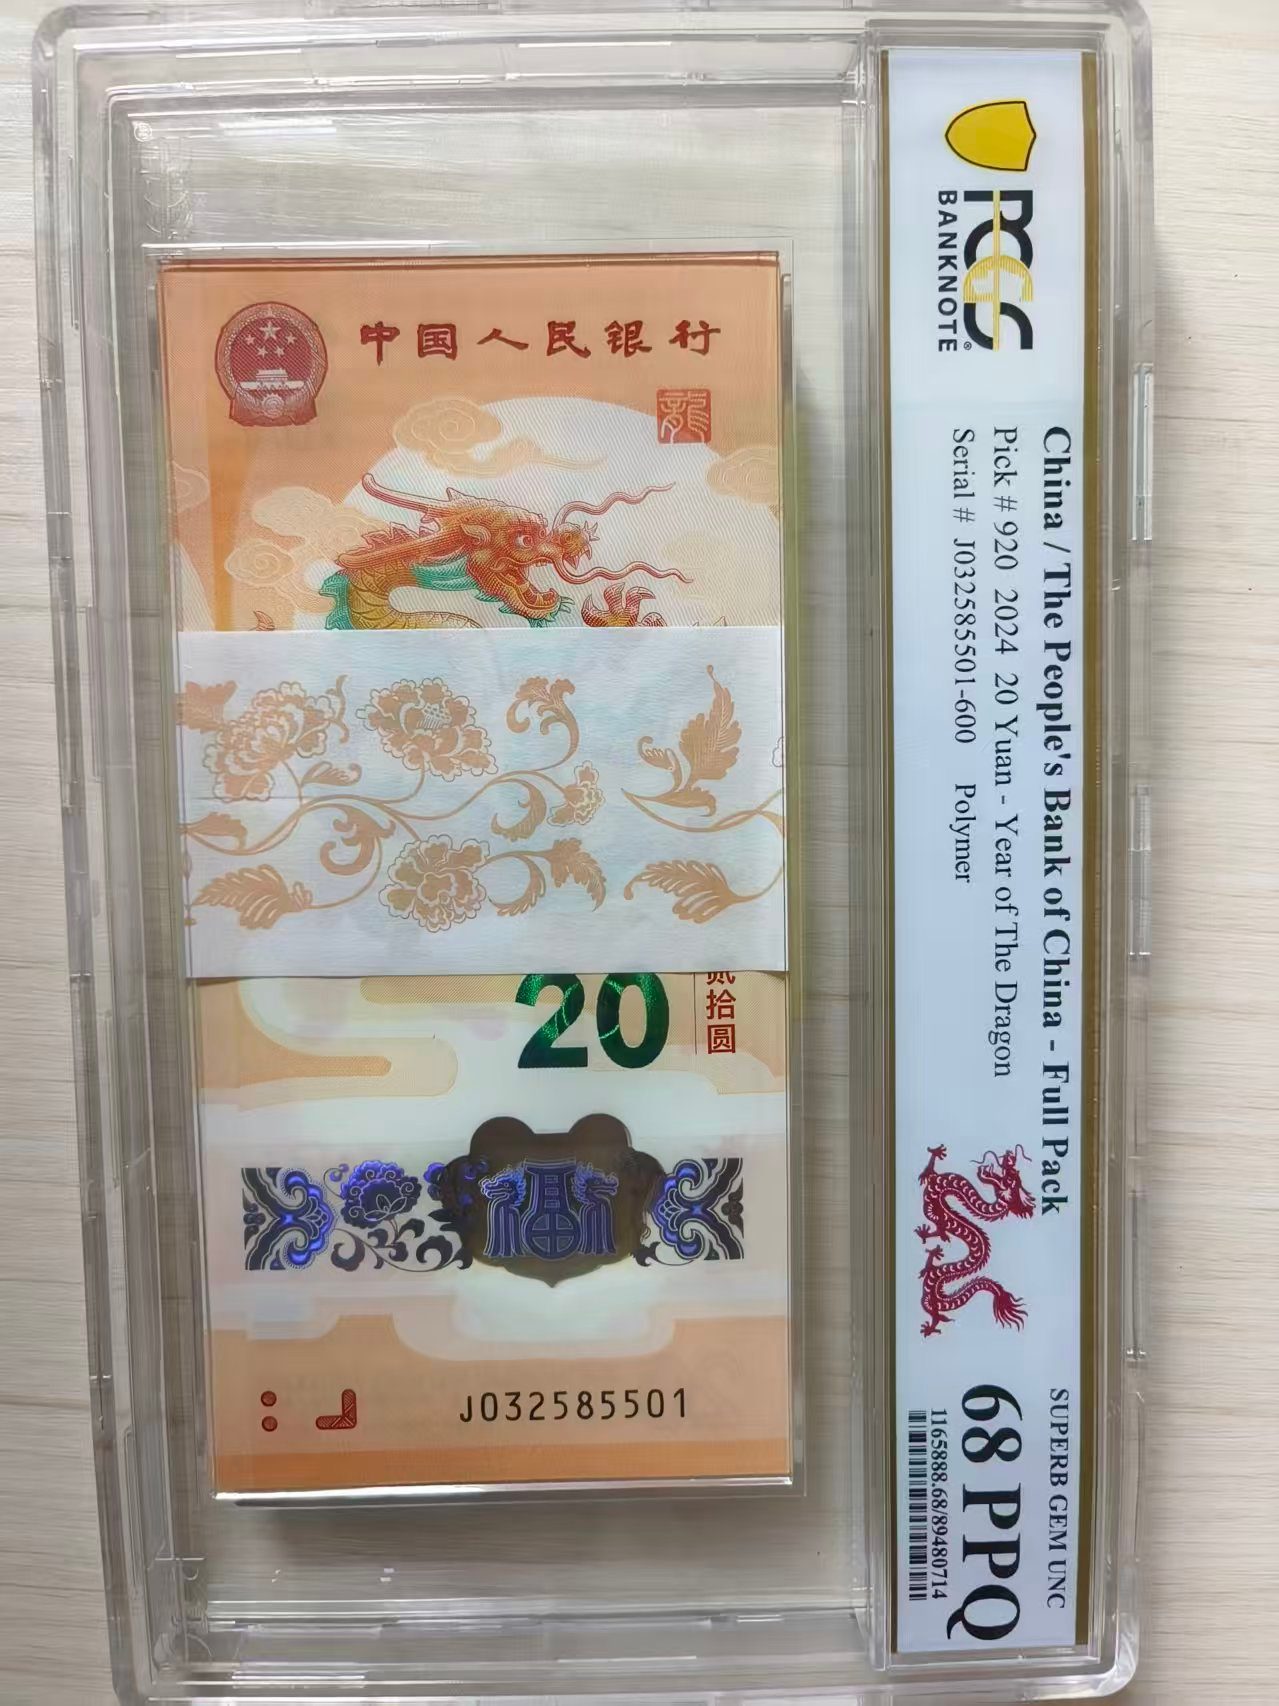 中国人民银行
龍
贰拾圆
20
J032585501
PCGS
BANKNOTE
China / The People's Bank of China - Full Pack
Pick # 920 2024 20 Yuan - Year of The Dragon
Serial # J032585501-600 Polymer
SUPERB GEM UNC
68 PPQ
1165888.68/89480714